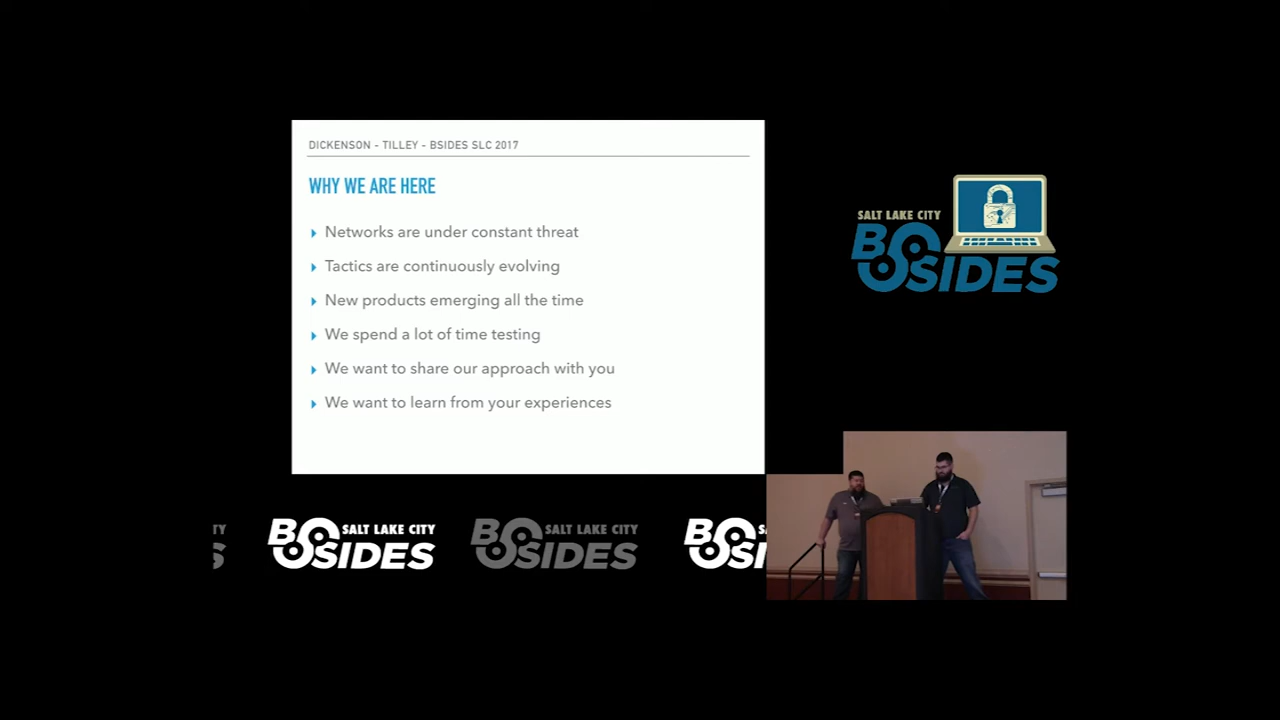 DICKENSON - TILLEY - BSIDES SLC 2017
WHY WE ARE HERE
Networks are under constant threat
Tactics are continuously evolving
New products emerging all the time
We spend a lot of time testing
We want to share our approach with you
We want to learn from your experiences
SALT LAKE CITY
BSIDES
TY
S
SALT LAKE CITY
BSIDES
SALT LAKE CITY
BSIDES
SA
BSI